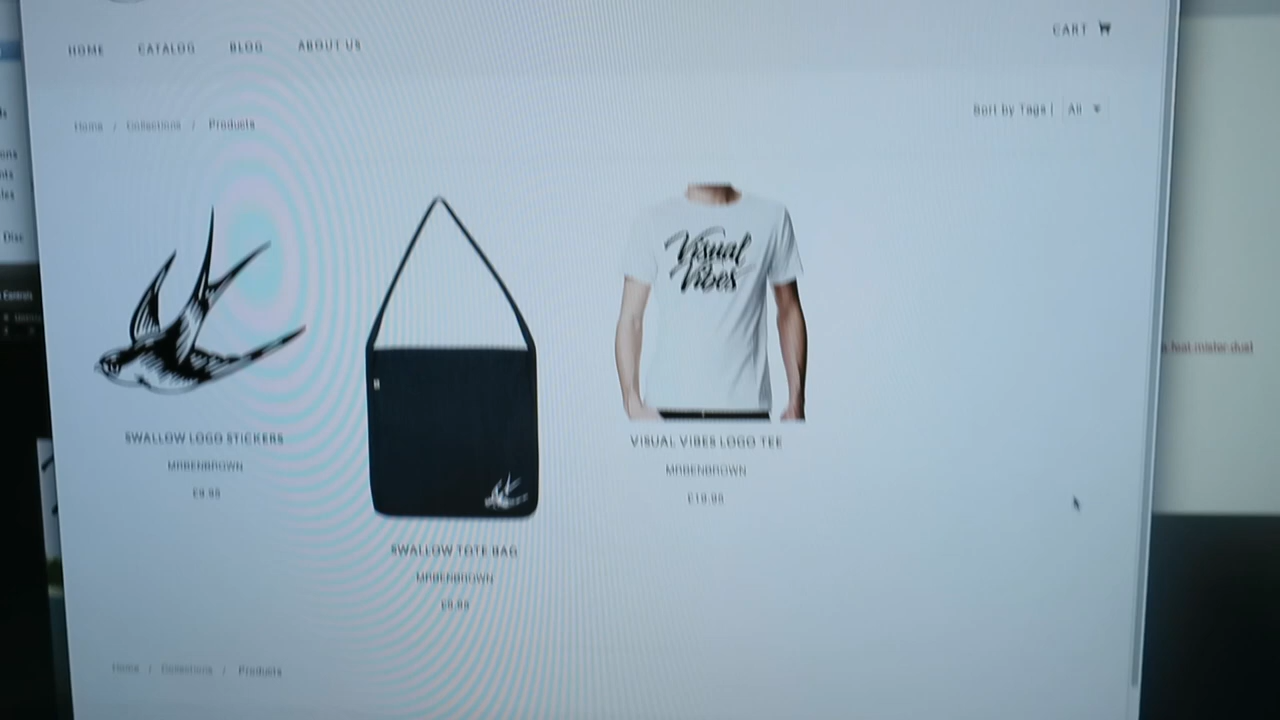 HOME CATALOG BLOG ABOUT US
CART
Home / Collections / Products
Sort by Tags | All
Visual
Vibes
SWALLOW LOGO STICKERS
MRBENBROWN
SWALLOW TOTE BAG
MRBENBROWN
VISUAL VIBES LOGO TEE
MRBENBROWN
Home / Collections / Products